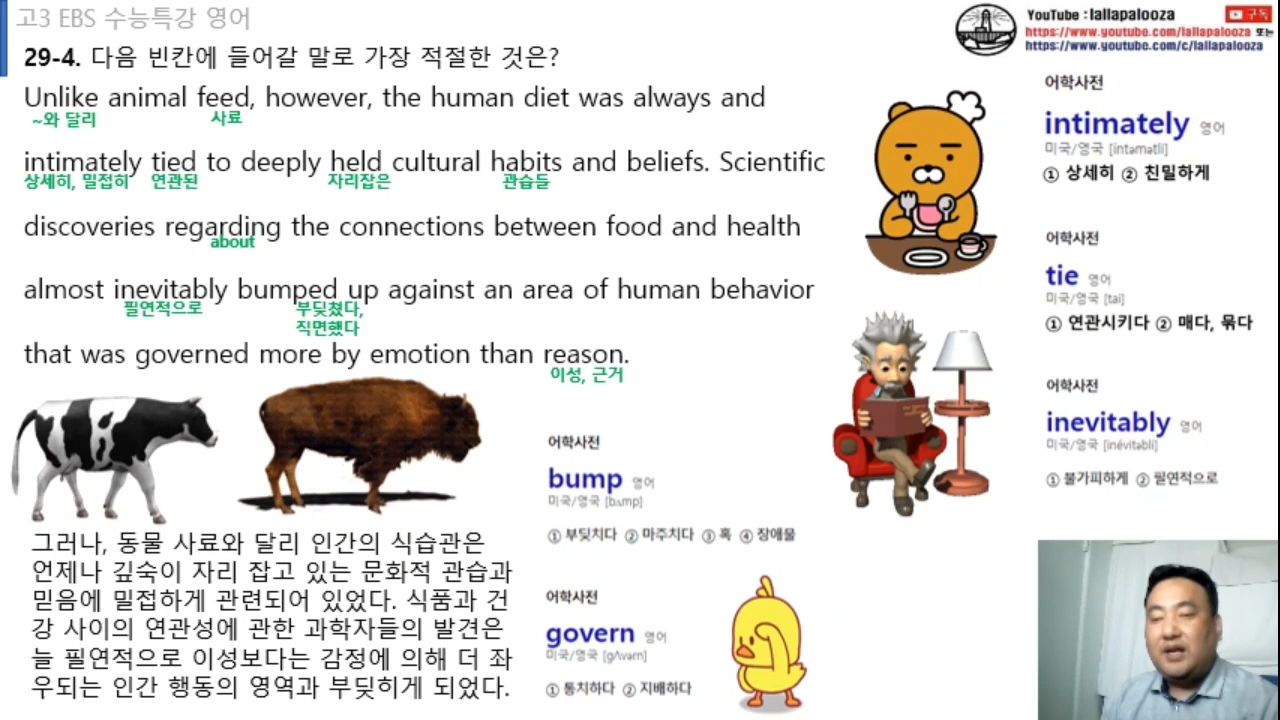 고3 EBS 수능특강 영어
YouTube : lallapalooza
구독
https://www.youtube.com/lallapalooza 또는
https://www.youtube.com/c/lallapalooza
29-4. 다음 빈칸에 들어갈 말로 가장 적절한 것은?
Unlike animal feed, however, the human diet was always and
~와 달리 사료
intimately tied to deeply held cultural habits and beliefs. Scientific
상세히, 밀접히 연관된 자리잡은 관습들
discoveries regarding the connections between food and health
about
almost inevitably bumped up against an area of human behavior
필연적으로 부딪쳤다,
직면했다
that was governed more by emotion than reason.
이성, 근거
어학사전
intimately 영어
미국/영국 [íntəmətli]
① 상세히 ② 친밀하게
어학사전
tie 영어
미국/영국 [tai]
① 연관시키다 ② 매다, 묶다
어학사전
inevitably 영어
미국/영국 [inévitəbli]
① 불가피하게 ② 필연적으로
어학사전
bump 영어
미국/영국 [bʌmp]
① 부딪치다 ② 마주치다 ③ 혹 ④ 장애물
어학사전
govern 영어
미국/영국 [gʌ́vərn]
① 통치하다 ② 지배하다
그러나, 동물 사료와 달리 인간의 식습관은
언제나 깊숙이 자리 잡고 있는 문화적 관습과
믿음에 밀접하게 관련되어 있었다. 식품과 건
강 사이의 연관성에 관한 과학자들의 발견은
늘 필연적으로 이성보다는 감정에 의해 더 좌
우되는 인간 행동의 영역과 부딪히게 되었다.